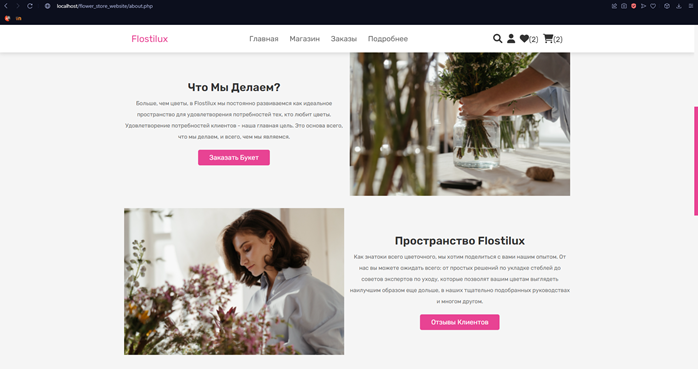 localhost/flower_store_website/about.php
Flostilux
Главная Магазин Заказы Подробнее
(2) (2)
Что Мы Делаем?
Больше, чем цветы, в Flostilux мы постоянно развиваемся как идеальное
пространство для удовлетворения потребностей тех, кто любит цветы.
Удовлетворение потребностей клиентов - наша главная цель. Это основа всего,
что мы делаем, и всего, чем мы являемся.
Заказать Букет
Пространство Flostilux
Как знатоки всего цветочного, мы хотим поделиться с вами нашим опытом. От
нас вы можете ожидать всего: от простых решений по укладке стеблей до
советов экспертов по уходу, которые позволят вашим цветам выглядеть
наилучшим образом еще дольше, в наших тщательно подобранных руководствах
и многом другом.
Отзывы Клиентов